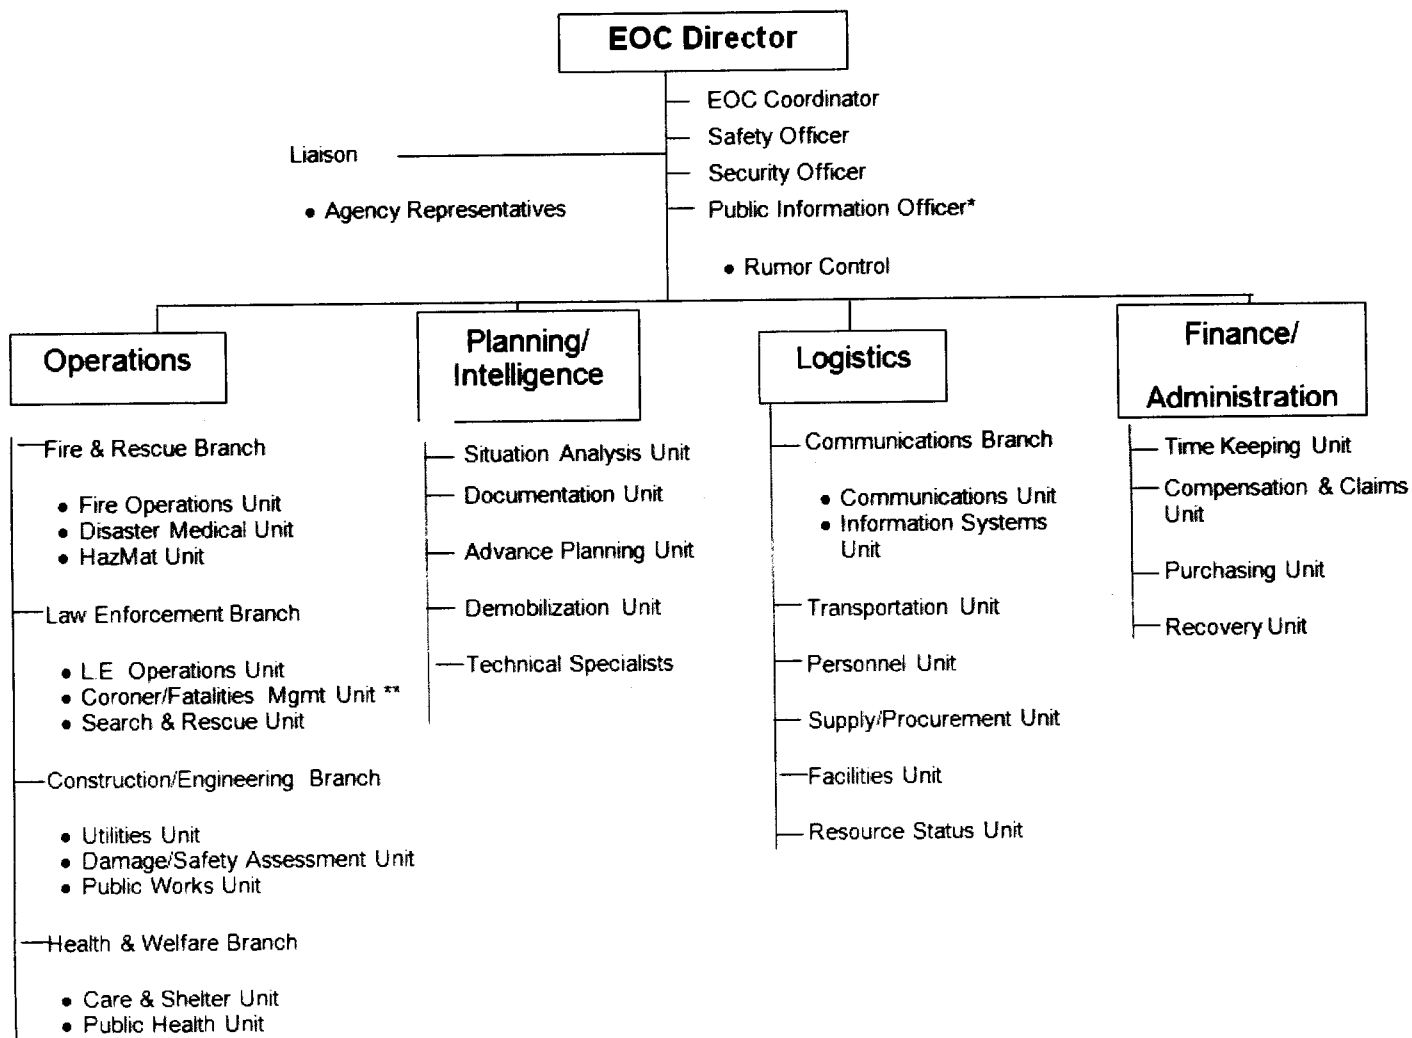 EOC Director
EOC Coordinator
Safety Officer
Liaison
Security Officer
• Agency Representatives
Public Information Officer*
• Rumor Control
Operations
Fire & Rescue Branch
• Fire Operations Unit
• Disaster Medical Unit
• HazMat Unit
Law Enforcement Branch
• L.E Operations Unit
• Coroner/Fatalities Mgmt Unit **
• Search & Rescue Unit
Construction/Engineering Branch
• Utilities Unit
• Damage/Safety Assessment Unit
• Public Works Unit
Health & Welfare Branch
• Care & Shelter Unit
• Public Health Unit
Planning/
Intelligence
Situation Analysis Unit
Documentation Unit
Advance Planning Unit
Demobilization Unit
Technical Specialists
Logistics
Communications Branch
• Communications Unit
• Information Systems
Unit
Transportation Unit
Personnel Unit
Supply/Procurement Unit
Facilities Unit
Resource Status Unit
Finance/
Administration
Time Keeping Unit
Compensation & Claims
Unit
Purchasing Unit
Recovery Unit